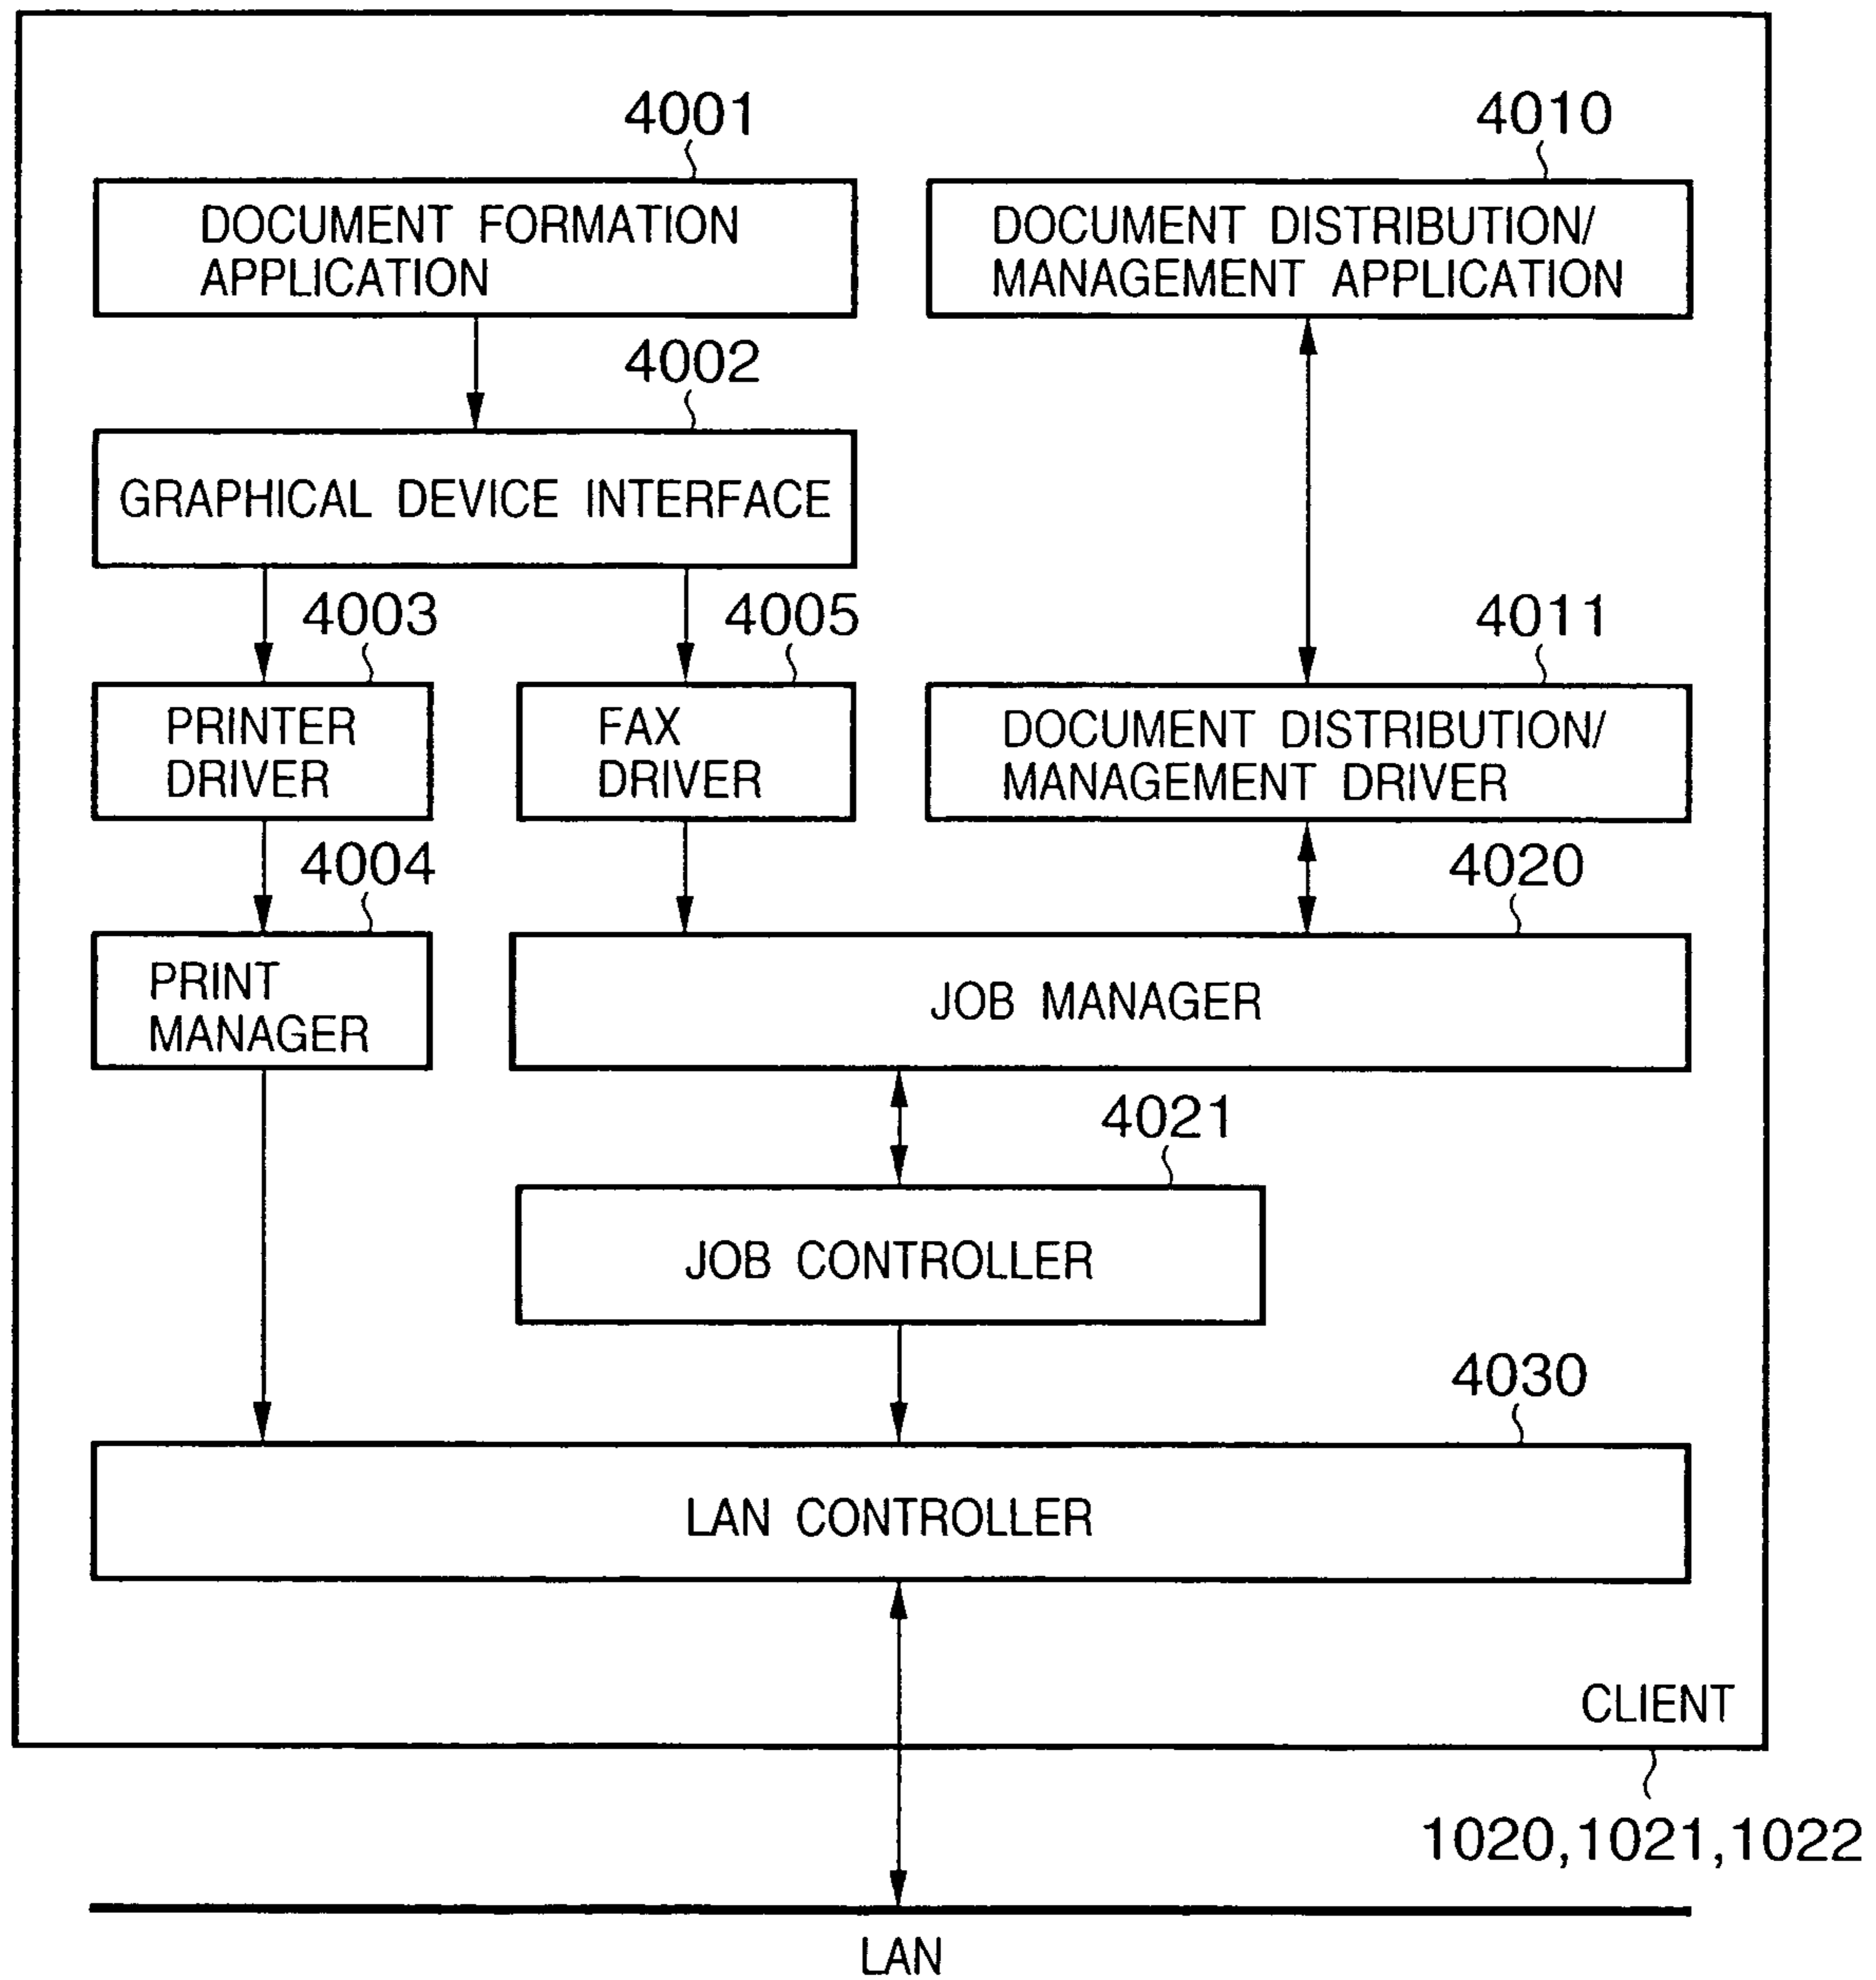 4001
4010
DOCUMENT FORMATION
APPLICATION
DOCUMENT DISTRIBUTION/
MANAGEMENT APPLICATION
4002
GRAPHICAL DEVICE INTERFACE
4003
4005
4011
PRINTER
DRIVER
FAX
DRIVER
DOCUMENT DISTRIBUTION/
MANAGEMENT DRIVER
4004
4020
PRINT
MANAGER
JOB MANAGER
4021
JOB CONTROLLER
4030
LAN CONTROLLER
CLIENT
1020,1021,1022
LAN